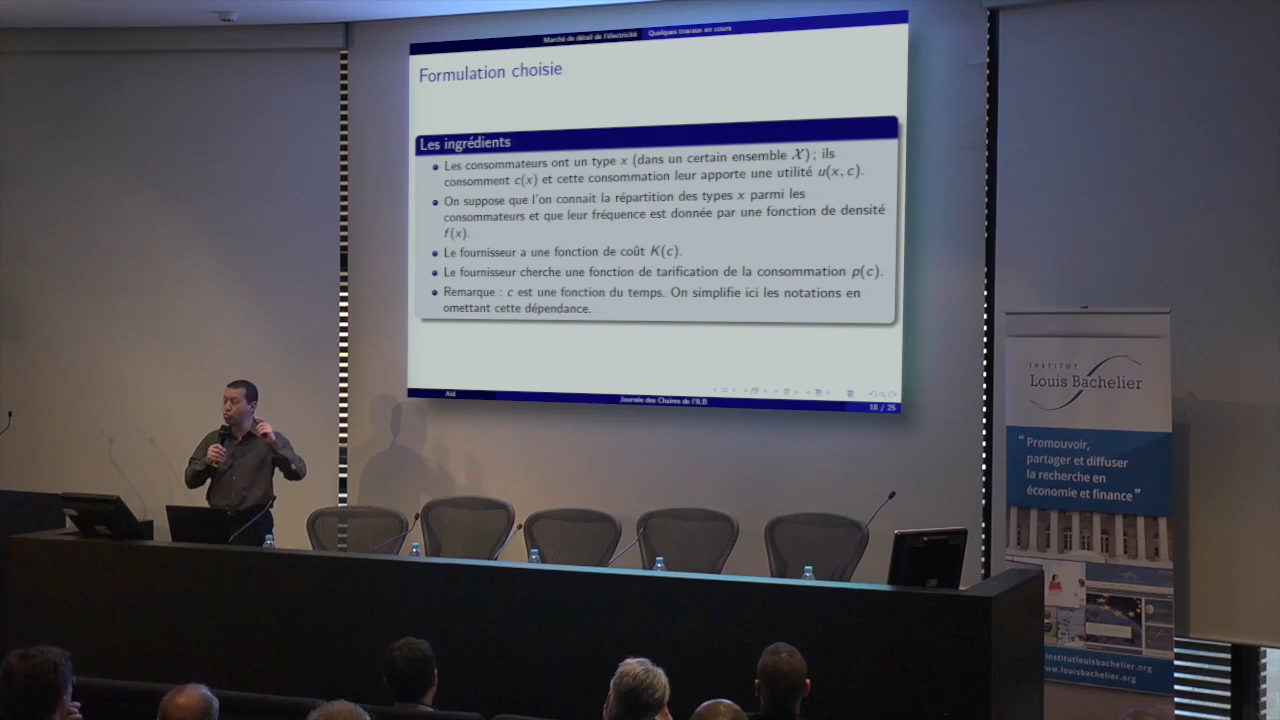 Marché de détail de l'électricité Quelques travaux en cours
Formulation choisie
Les ingrédients
Les consommateurs ont un type x (dans un certain ensemble 𝒳) ; ils
consomment c(x) et cette consommation leur apporte une utilité u(x, c).
On suppose que l'on connait la répartition des types x parmi les
consommateurs et que leur fréquence est donnée par une fonction de densité
f(x).
Le fournisseur a une fonction de coût K(c).
Le fournisseur cherche une fonction de tarification de la consommation p(c).
Remarque : c est une fonction du temps. On simplifie ici les notations en
omettant cette dépendance.
Aid Journée des Chaires de l'ILB 18 / 25
INSTITUT
Louis Bachelier
“ Promouvoir,
partager et diffuser
la recherche en
économie et finance ”
institutlouisbachelier.org
www.louisbachelier.org